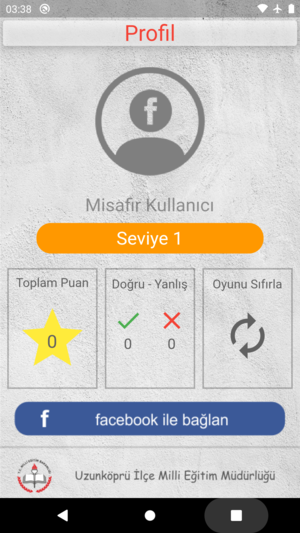 03:38
Profil
Misafir Kullanıcı
Seviye 1
Toplam Puan
Doğru - Yanlış
Oyunu Sıfırla
0
0
0
f facebook ile bağlan
Uzunköprü İlçe Milli Eğitim Müdürlüğü